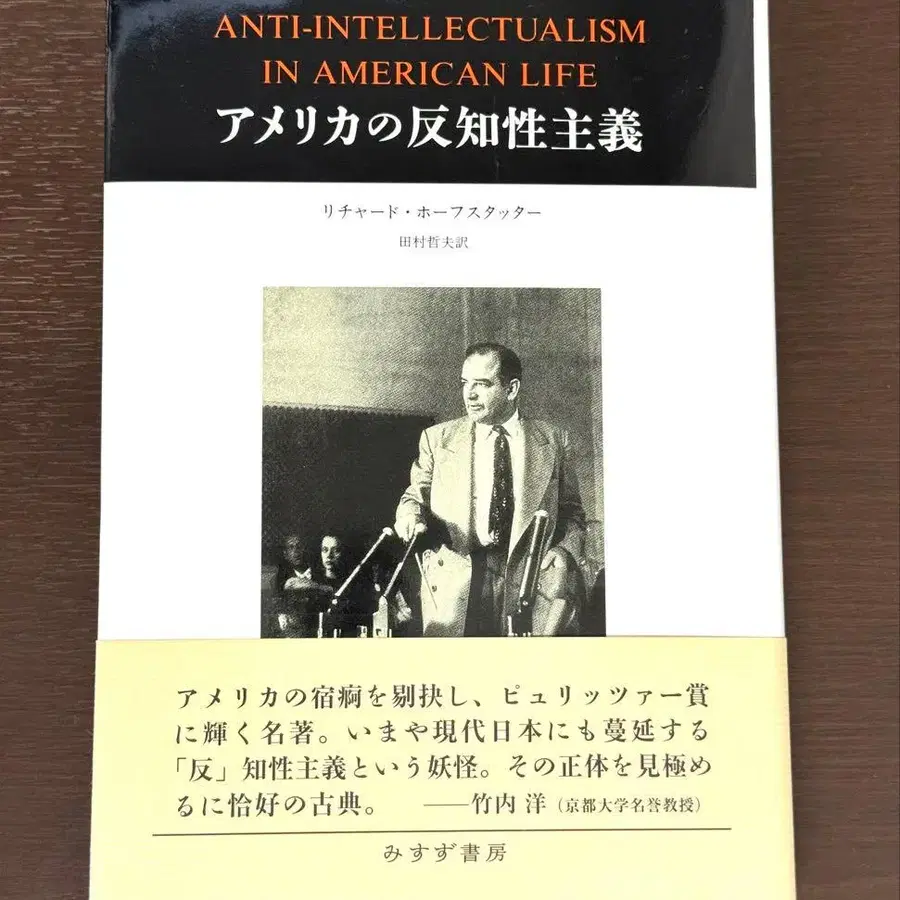 ANTI-INTELLECTUALISM
IN AMERICAN LIFE
アメリカの反知性主義
リチャード・ホーフスタッター
田村哲夫訳
アメリカの宿痾を剔抉し、ピュリッツァー賞
に輝く名著。いまや現代日本にも蔓延する
「反」知性主義という妖怪。その正体を見極め
るに恰好の古典。 ――竹内 洋（京都大学名誉教授）
みすず書房